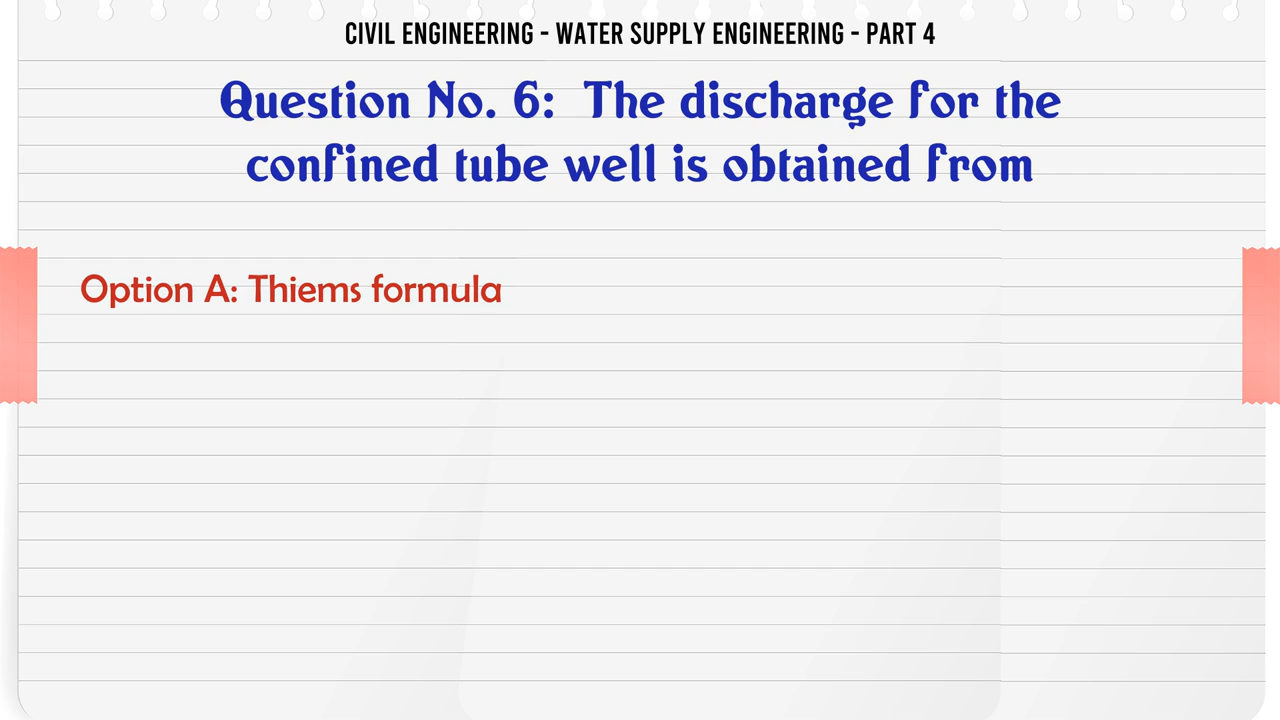 CIVIL ENGINEERING - WATER SUPPLY ENGINEERING - PART 4
Question No. 6: The discharge for the
confined tube well is obtained from
Option A: Thiems formula